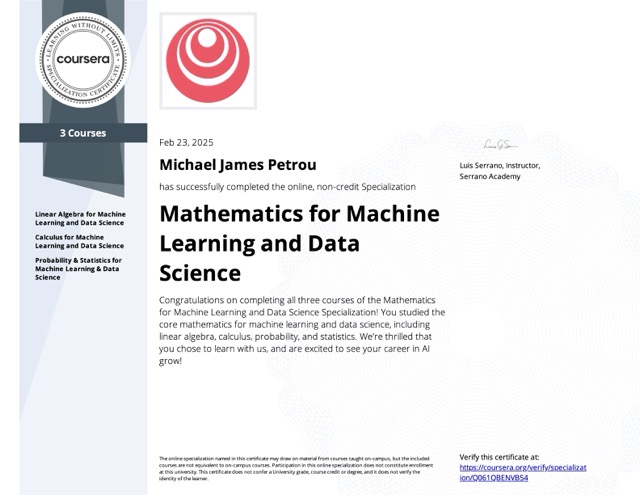 LEARNING WITHOUT LIMITS
coursera
SPECIALIZATION CERTIFICATE
3 Courses
Linear Algebra for Machine
Learning and Data Science
Calculus for Machine
Learning and Data Science
Probability & Statistics for
Machine Learning & Data
Science
Feb 23, 2025
Michael James Petrou
has successfully completed the online, non-credit Specialization
Mathematics for Machine
Learning and Data
Science
Congratulations on completing all three courses of the Mathematics
for Machine Learning and Data Science Specialization! You studied the
core mathematics for machine learning and data science, including
linear algebra, calculus, probability, and statistics. We're thrilled that
you chose to learn with us, and are excited to see your career in AI
grow!
Luis Serrano, Instructor,
Serrano Academy
The online specialization named in this certificate may draw on material from courses taught on-campus, but the included
courses are not equivalent to on-campus courses. Participation in this online specialization does not constitute enrollment
at this university. This certificate does not confer a University grade, course credit or degree, and it does not verify the
identity of the learner.
Verify this certificate at:
https://coursera.org/verify/specializat
ion/Q061QBENVB54